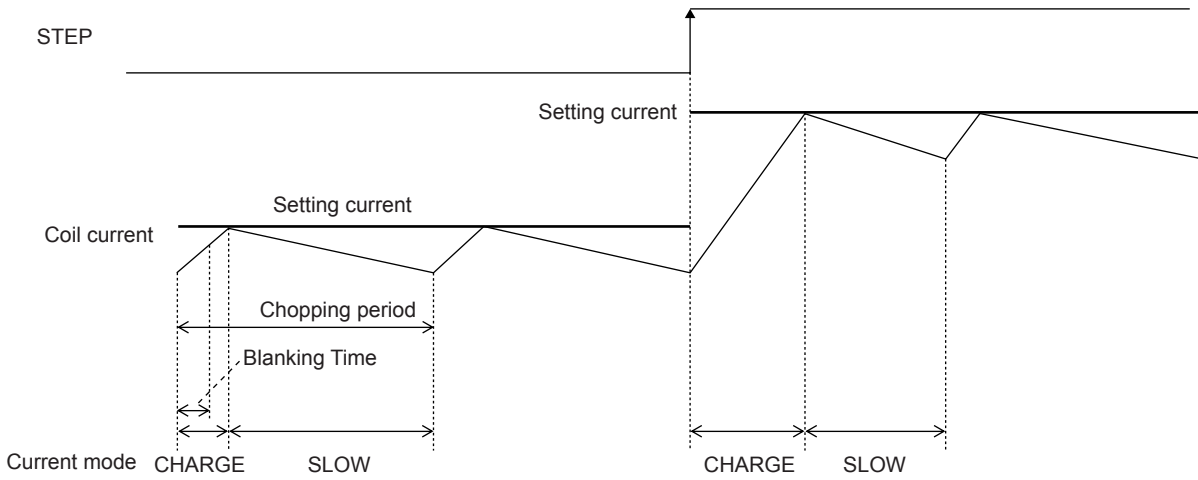 STEP
Setting current
Setting current
Coil current
Chopping period
Blanking Time
Current mode CHARGE SLOW CHARGE SLOW